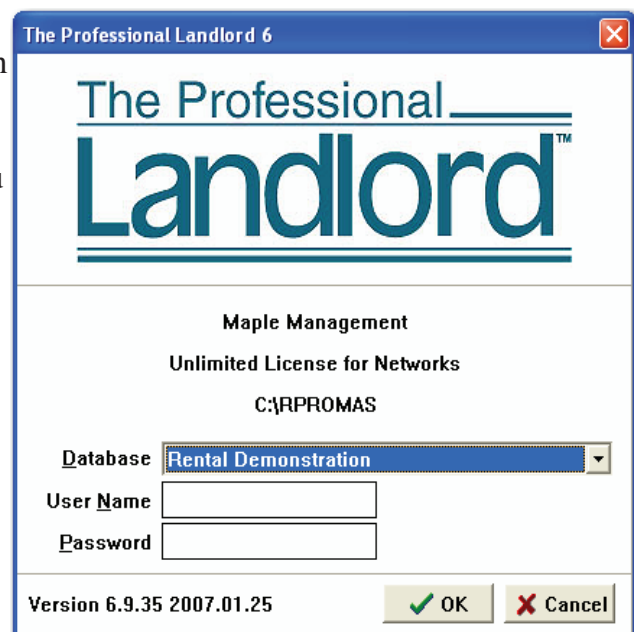 The Professional Landlord 6
The Professional
Landlord™
Maple Management
Unlimited License for Networks
C:\RPROMAS
Database Rental Demonstration
User Name
Password
Version 6.9.35 2007.01.25 OK Cancel